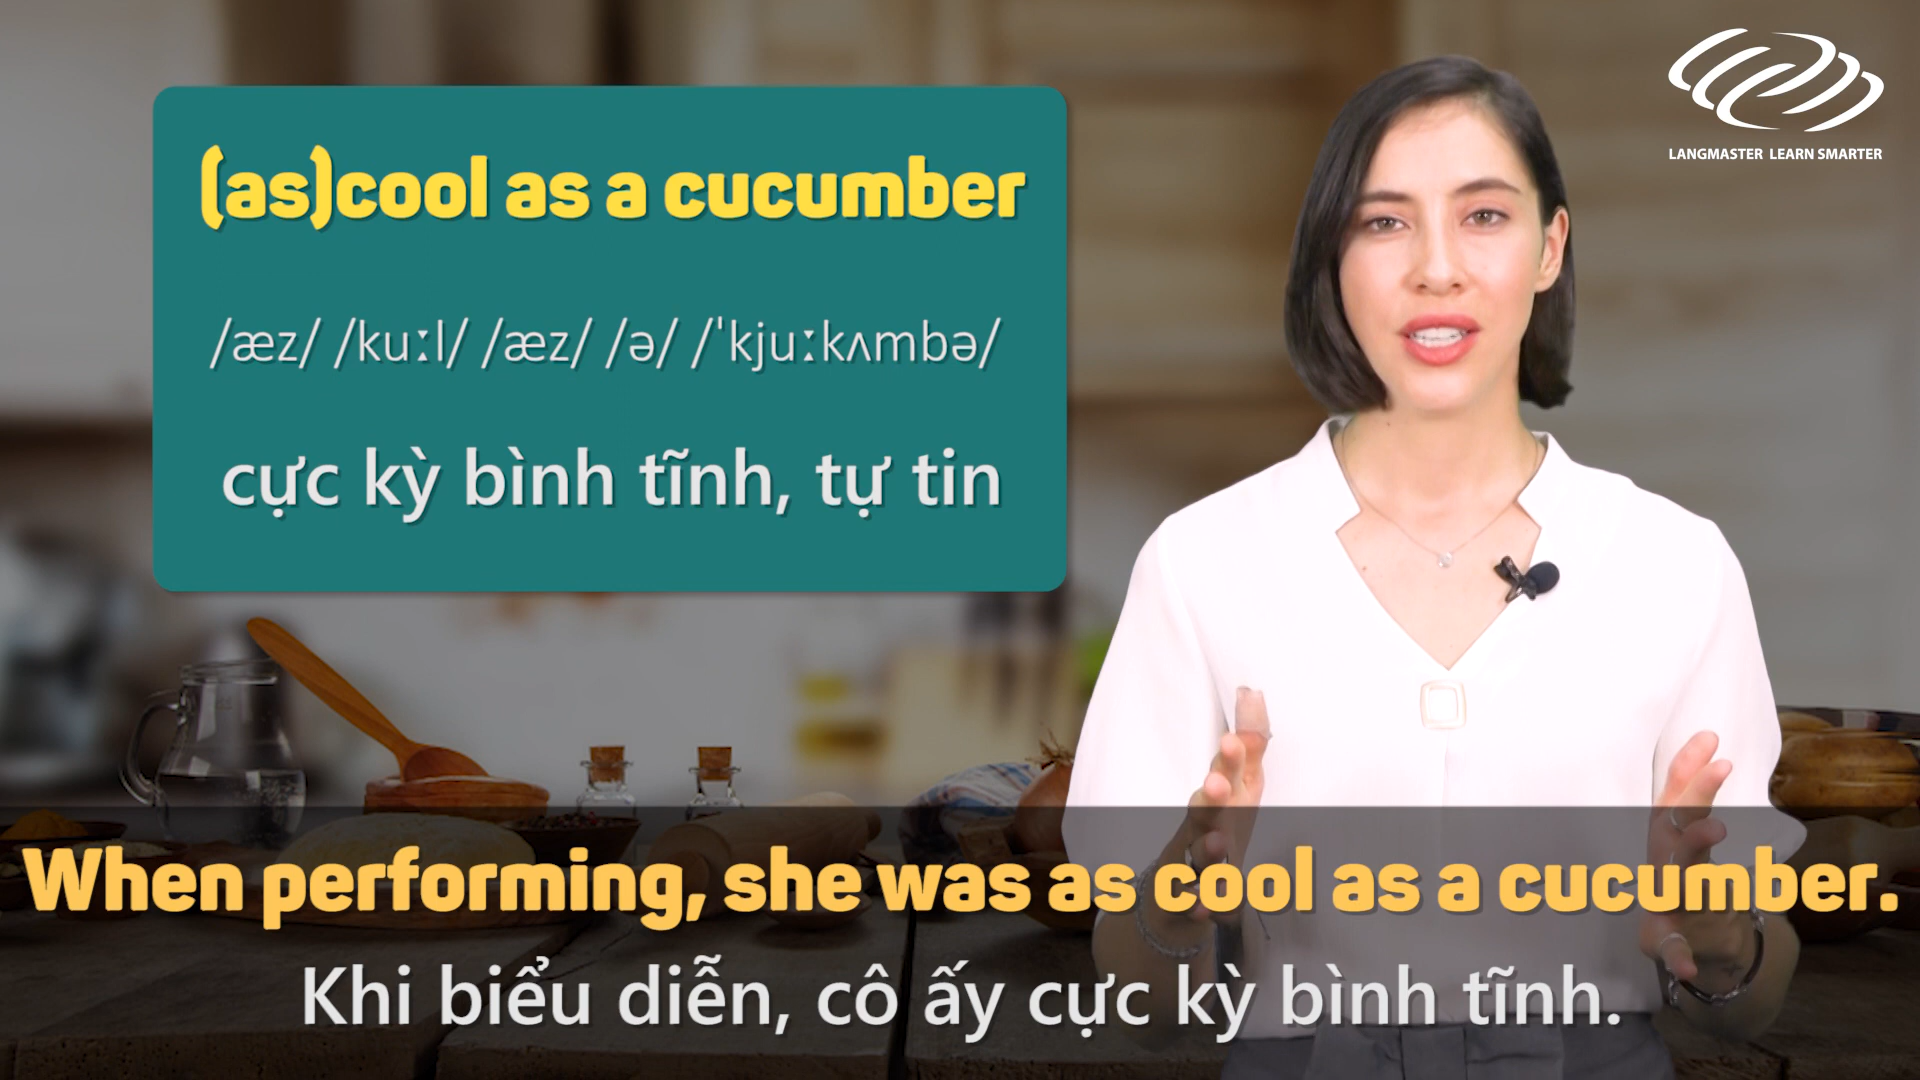 LANGMASTER LEARN SMARTER
(as)cool as a cucumber
/æz/ /kuːl/ /æz/ /ə/ /ˈkjuːkʌmbə/
cực kỳ bình tĩnh, tự tin
When performing, she was as cool as a cucumber.
Khi biểu diễn, cô ấy cực kỳ bình tĩnh.